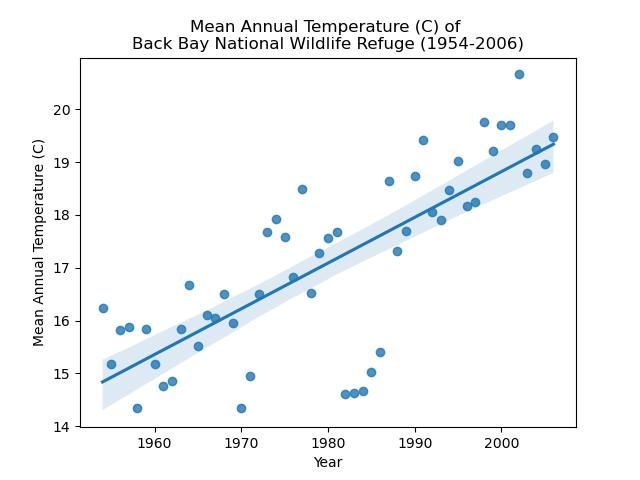 Mean Annual Temperature (C) of
Back Bay National Wildlife Refuge (1954-2006)
20
19
18
17
16
15
14
Mean Annual Temperature (C)
1960 1970 1980 1990 2000
Year